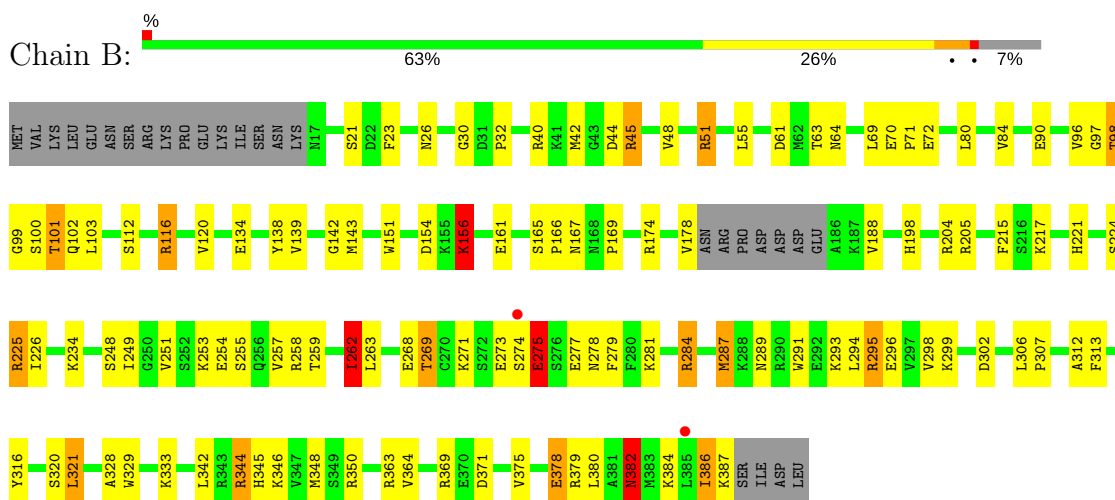 %
Chain B:
63% 26% • • 7%
MET VAL LYS LYS LEU GLU ASN SER ARG LYS PRO GLU LYS ILE SER ASN LYS N17 S21 D22 F23 N26 G30 D31 P32 R40 K41 M42 G43 D44 R45 V48 R51 L55 D61 M62 T63 N64 L69 E70 P71 E72 L80 V84 E90 V96 G97 T98
G99 S100 T101 Q102 L103 S112 R116 V120 E134 Y138 V139 G142 M143 W151 D154 K155 K156 E161 S165 P166 N167 N168 P169 R174 V178 ASN ARG PRO ASP ASP ASP GLU A186 K187 V188 H198 R204 R205 F215 S216 K217 H221 S224
R225 I226 K234 S248 I249 G250 V251 S252 K253 E254 S255 Q256 V257 R258 T259 I262 L263 E268 T269 C270 K271 S272 E273 S274 E275 S276 E277 N278 F279 F280 K281 R284 M287 K288 N289 R290 W291 E292 K293 L294 R295 E296 V297 V298 K299 D302 L306 P307 A312 F313
Y316 S320 L321 A328 W329 K333 L342 R343 R344 H345 K346 V347 M348 S349 R350 R363 V364 R369 E370 D371 V375 E378 R379 L380 A381 N382 M383 K384 L385 I386 K387 SER ILE ASP LEU